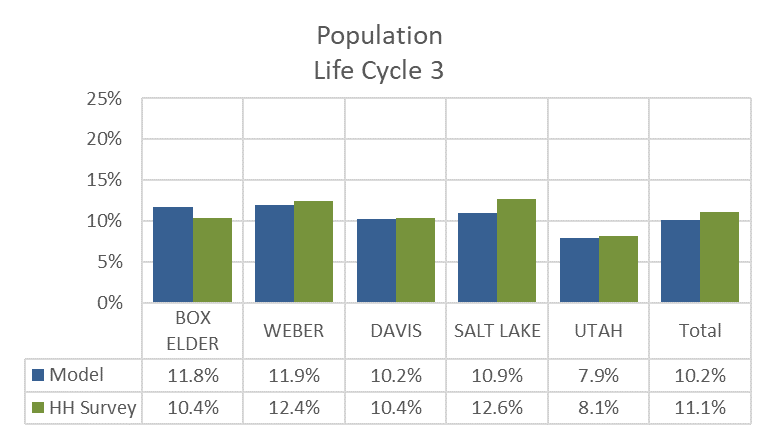 Population
Life Cycle 3
25%
20%
15%
10%
5%
0%
BOX
ELDER WEBER DAVIS SALT LAKE UTAH Total
Model 11.8% 11.9% 10.2% 10.9% 7.9% 10.2%
HH Survey 10.4% 12.4% 10.4% 12.6% 8.1% 11.1%